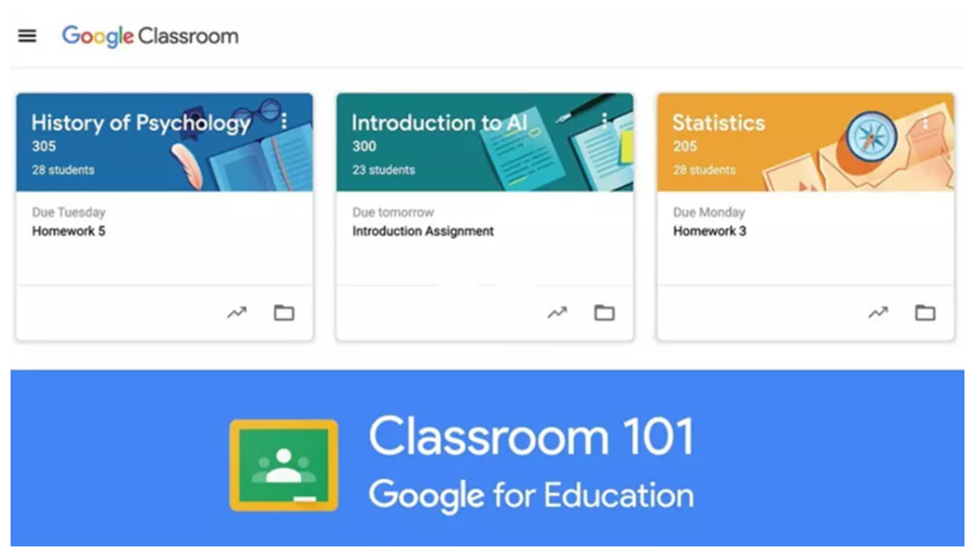 Google Classroom
History of Psychology
305
28 students
Due Tuesday
Homework 5
Introduction to AI
300
23 students
Due tomorrow
Introduction Assignment
Statistics
205
28 students
Due Monday
Homework 3
Classroom 101
Google for Education